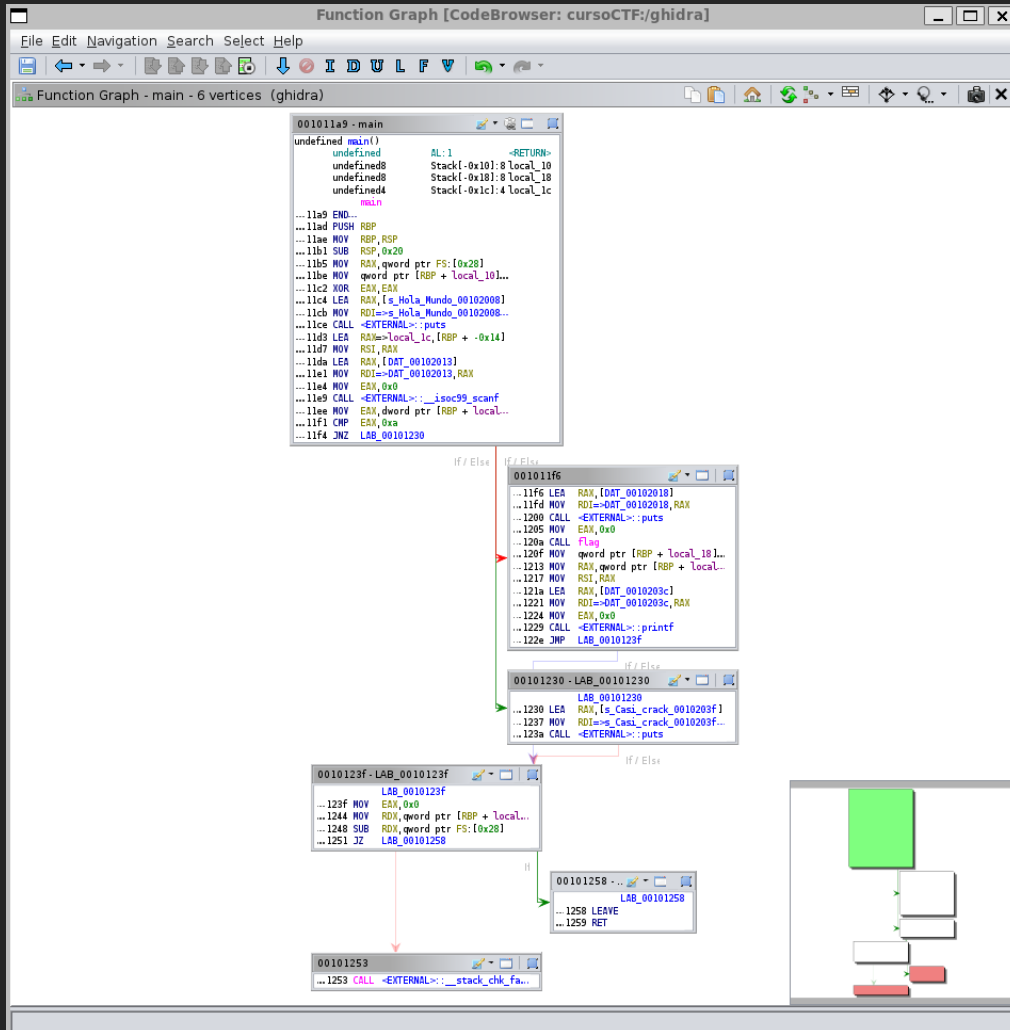 Function Graph [CodeBrowser: cursoCTF:/ghidra]
File Edit Navigation Search Select Help
I D U L F V
Function Graph - main - 6 vertices (ghidra)
001011a9 - main
undefined main()
undefined AL:1 <RETURN>
undefined8 Stack[-0x10]:8 local_10
undefined8 Stack[-0x18]:8 local_18
undefined4 Stack[-0x1c]:4 local_1c
main
...11a9 END...
...11ad PUSH RBP
...11ae MOV RBP,RSP
...11b1 SUB RSP,0x20
...11b5 MOV RAX,qword ptr FS:[0x28]
...11be MOV qword ptr [RBP + local_10]...
...11c2 XOR EAX,EAX
...11c4 LEA RAX,[s_Hola_Mundo_00102008]
...11cb MOV RDI=>s_Hola_Mundo_00102008...
...11ce CALL <EXTERNAL>::puts
...11d3 LEA RAX=>local_1c,[RBP + -0x14]
...11d7 MOV RSI,RAX
...11da LEA RAX,[DAT_00102013]
...11e1 MOV RDI=>DAT_00102013,RAX
...11e4 MOV EAX,0x0
...11e9 CALL <EXTERNAL>::__isoc99_scanf
...11ee MOV EAX,dword ptr [RBP + local...
...11f1 CMP EAX,0xa
...11f4 JNZ LAB_00101230
If / Else If / Else
001011f6
...11f6 LEA RAX,[DAT_00102018]
...11fd MOV RDI=>DAT_00102018,RAX
...1200 CALL <EXTERNAL>::puts
...1205 MOV EAX,0x0
...120a CALL flag
...120f MOV qword ptr [RBP + local_18]...
...1213 MOV RAX,qword ptr [RBP + local...
...1217 MOV RSI,RAX
...121a LEA RAX,[DAT_0010203c]
...1221 MOV RDI=>DAT_0010203c,RAX
...1224 MOV EAX,0x0
...1229 CALL <EXTERNAL>::printf
...122e JMP LAB_0010123f
If / Else
00101230 - LAB_00101230
LAB_00101230
...1230 LEA RAX,[s_Casi_crack_0010203f]
...1237 MOV RDI=>s_Casi_crack_0010203f...
...123a CALL <EXTERNAL>::puts
If / Else
0010123f - LAB_0010123f
LAB_0010123f
...123f MOV EAX,0x0
...1244 MOV RDX,qword ptr [RBP + local...
...1248 SUB RDX,qword ptr FS:[0x28]
...1251 JZ LAB_00101258
If
00101258 - ..
LAB_00101258
...1258 LEAVE
...1259 RET
00101253
...1253 CALL <EXTERNAL>::__stack_chk_fa...